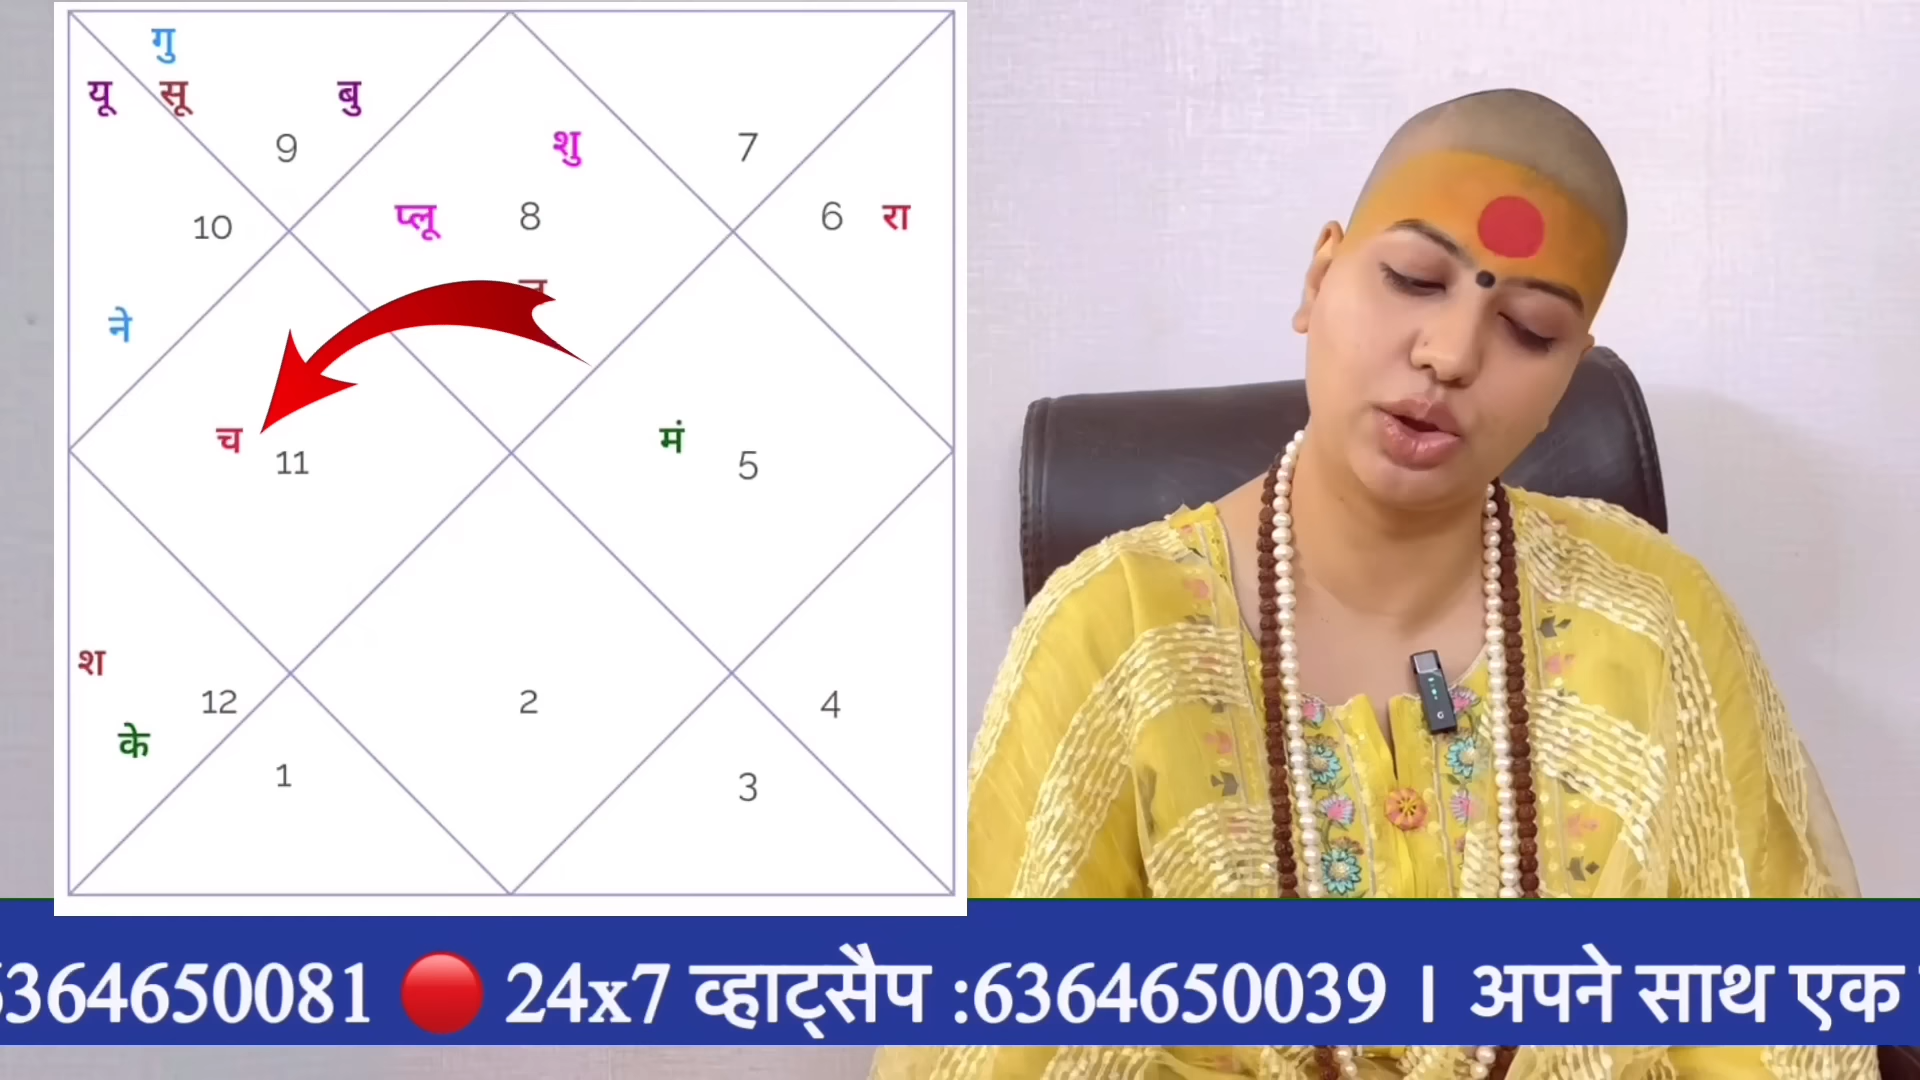 गु
यू सू बु
9 शु 7
10 प्लू 8 6 रा
ने
च 11 मं 5
श
12 2 4
के
1 3
364650081 24x7 व्हाट्सैप :6364650039 । अपने साथ एक